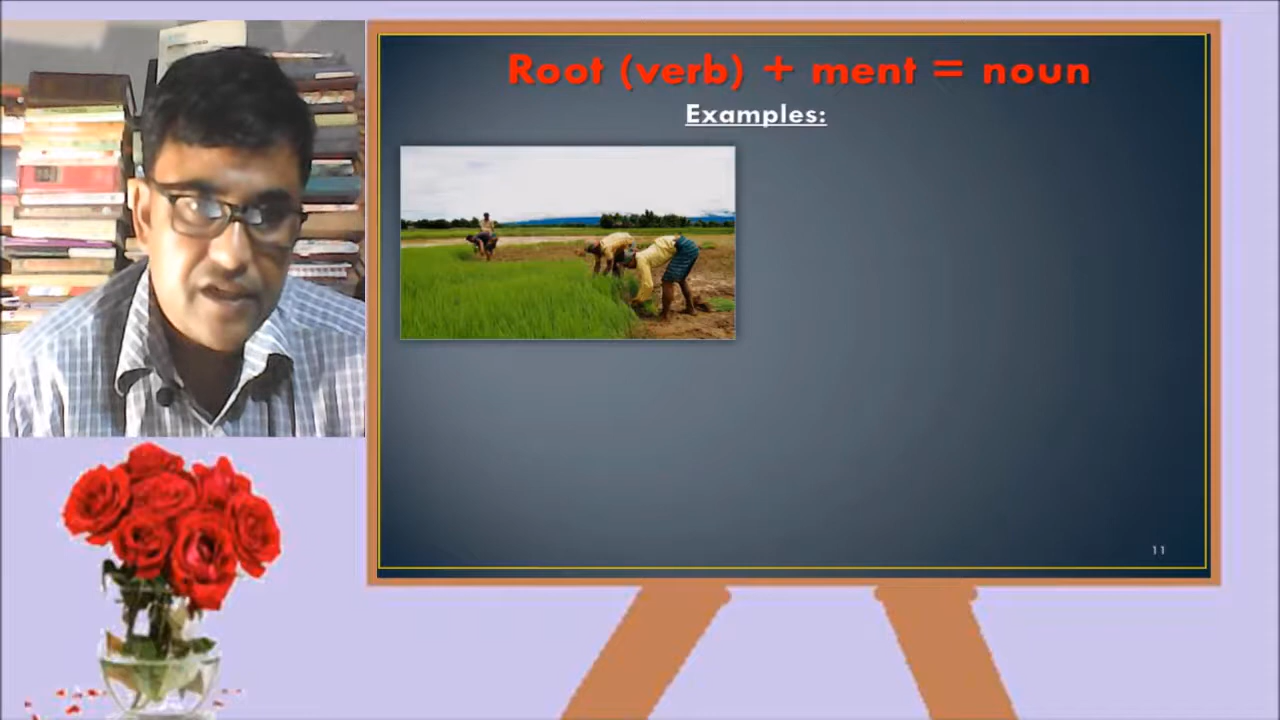 Root (verb) + ment = noun
Examples:
11